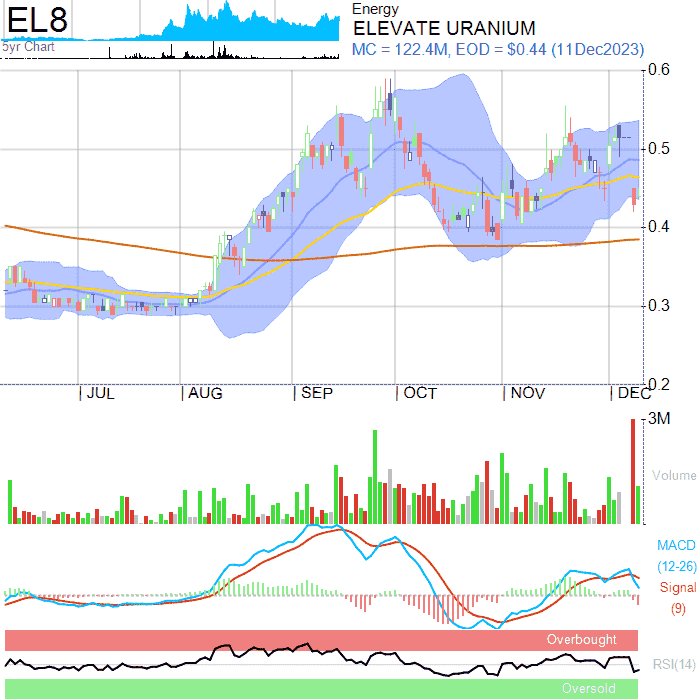 EL8
5yr Chart
Energy
ELEVATE URANIUM
MC = 122.4M, EOD = $0.44 (11Dec2023)
0.6
0.5
0.4
0.3
0.2
JUL AUG SEP OCT NOV DEC
3M
Volume
MACD
(12-26)
Signal
(9)
Overbought
RSI(14)
Oversold